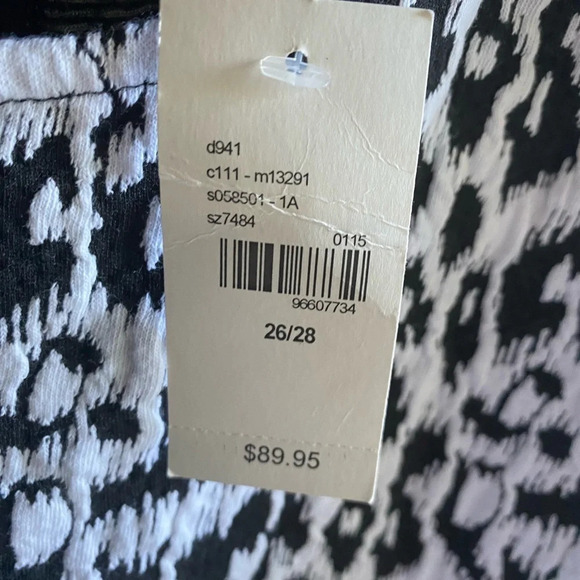 d941
c111 - m13291
s058501 - 1A
sz7484
0115
96607734
26/28
$89.95